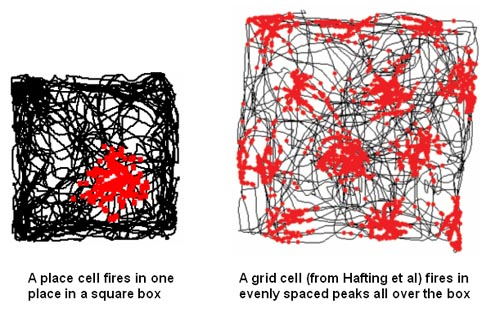 A place cell fires in one
place in a square box
A grid cell (from Hafting et al) fires in
evenly spaced peaks all over the box